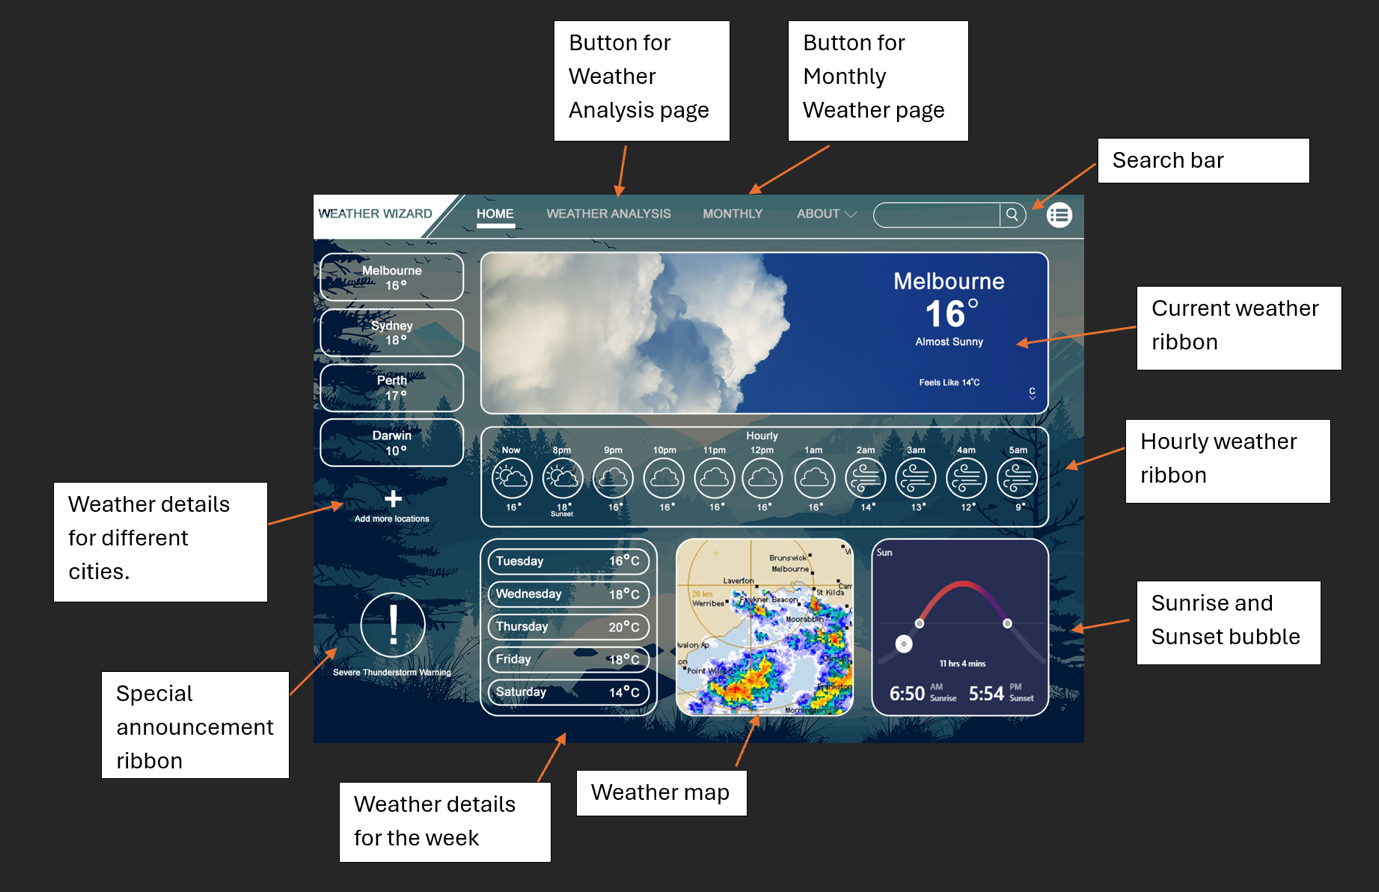 Button for
Weather
Analysis page
Button for
Monthly
Weather page
Search bar
WEATHER WIZARD
HOME
WEATHER ANALYSIS
MONTHLY
ABOUT
Melbourne
16°
Sydney
18°
Perth
17°
Darwin
10°
Add more locations
Severe Thunderstorm Warning
Melbourne
16°
Almost Sunny
Feels Like 14°C
C
Current weather
ribbon
Hourly
Now 8pm 9pm 10pm 11pm 12pm 1am 2am 3am 4am 5am
16° 18° 16° 16° 16° 16° 16° 14° 13° 12° 9°
Sunset
Hourly weather
ribbon
Weather details
for different
cities.
Tuesday 16°C
Wednesday 18°C
Thursday 20°C
Friday 18°C
Saturday 14°C
Brunswick
Melbourne
Laverton
St Kilda
20 km
Werribee
Beacon
Moorabbin
Sun
11 hrs 4 mins
6:50 AM Sunrise
5:54 PM Sunset
Sunrise and
Sunset bubble
Special
announcement
ribbon
Weather details
for the week
Weather map